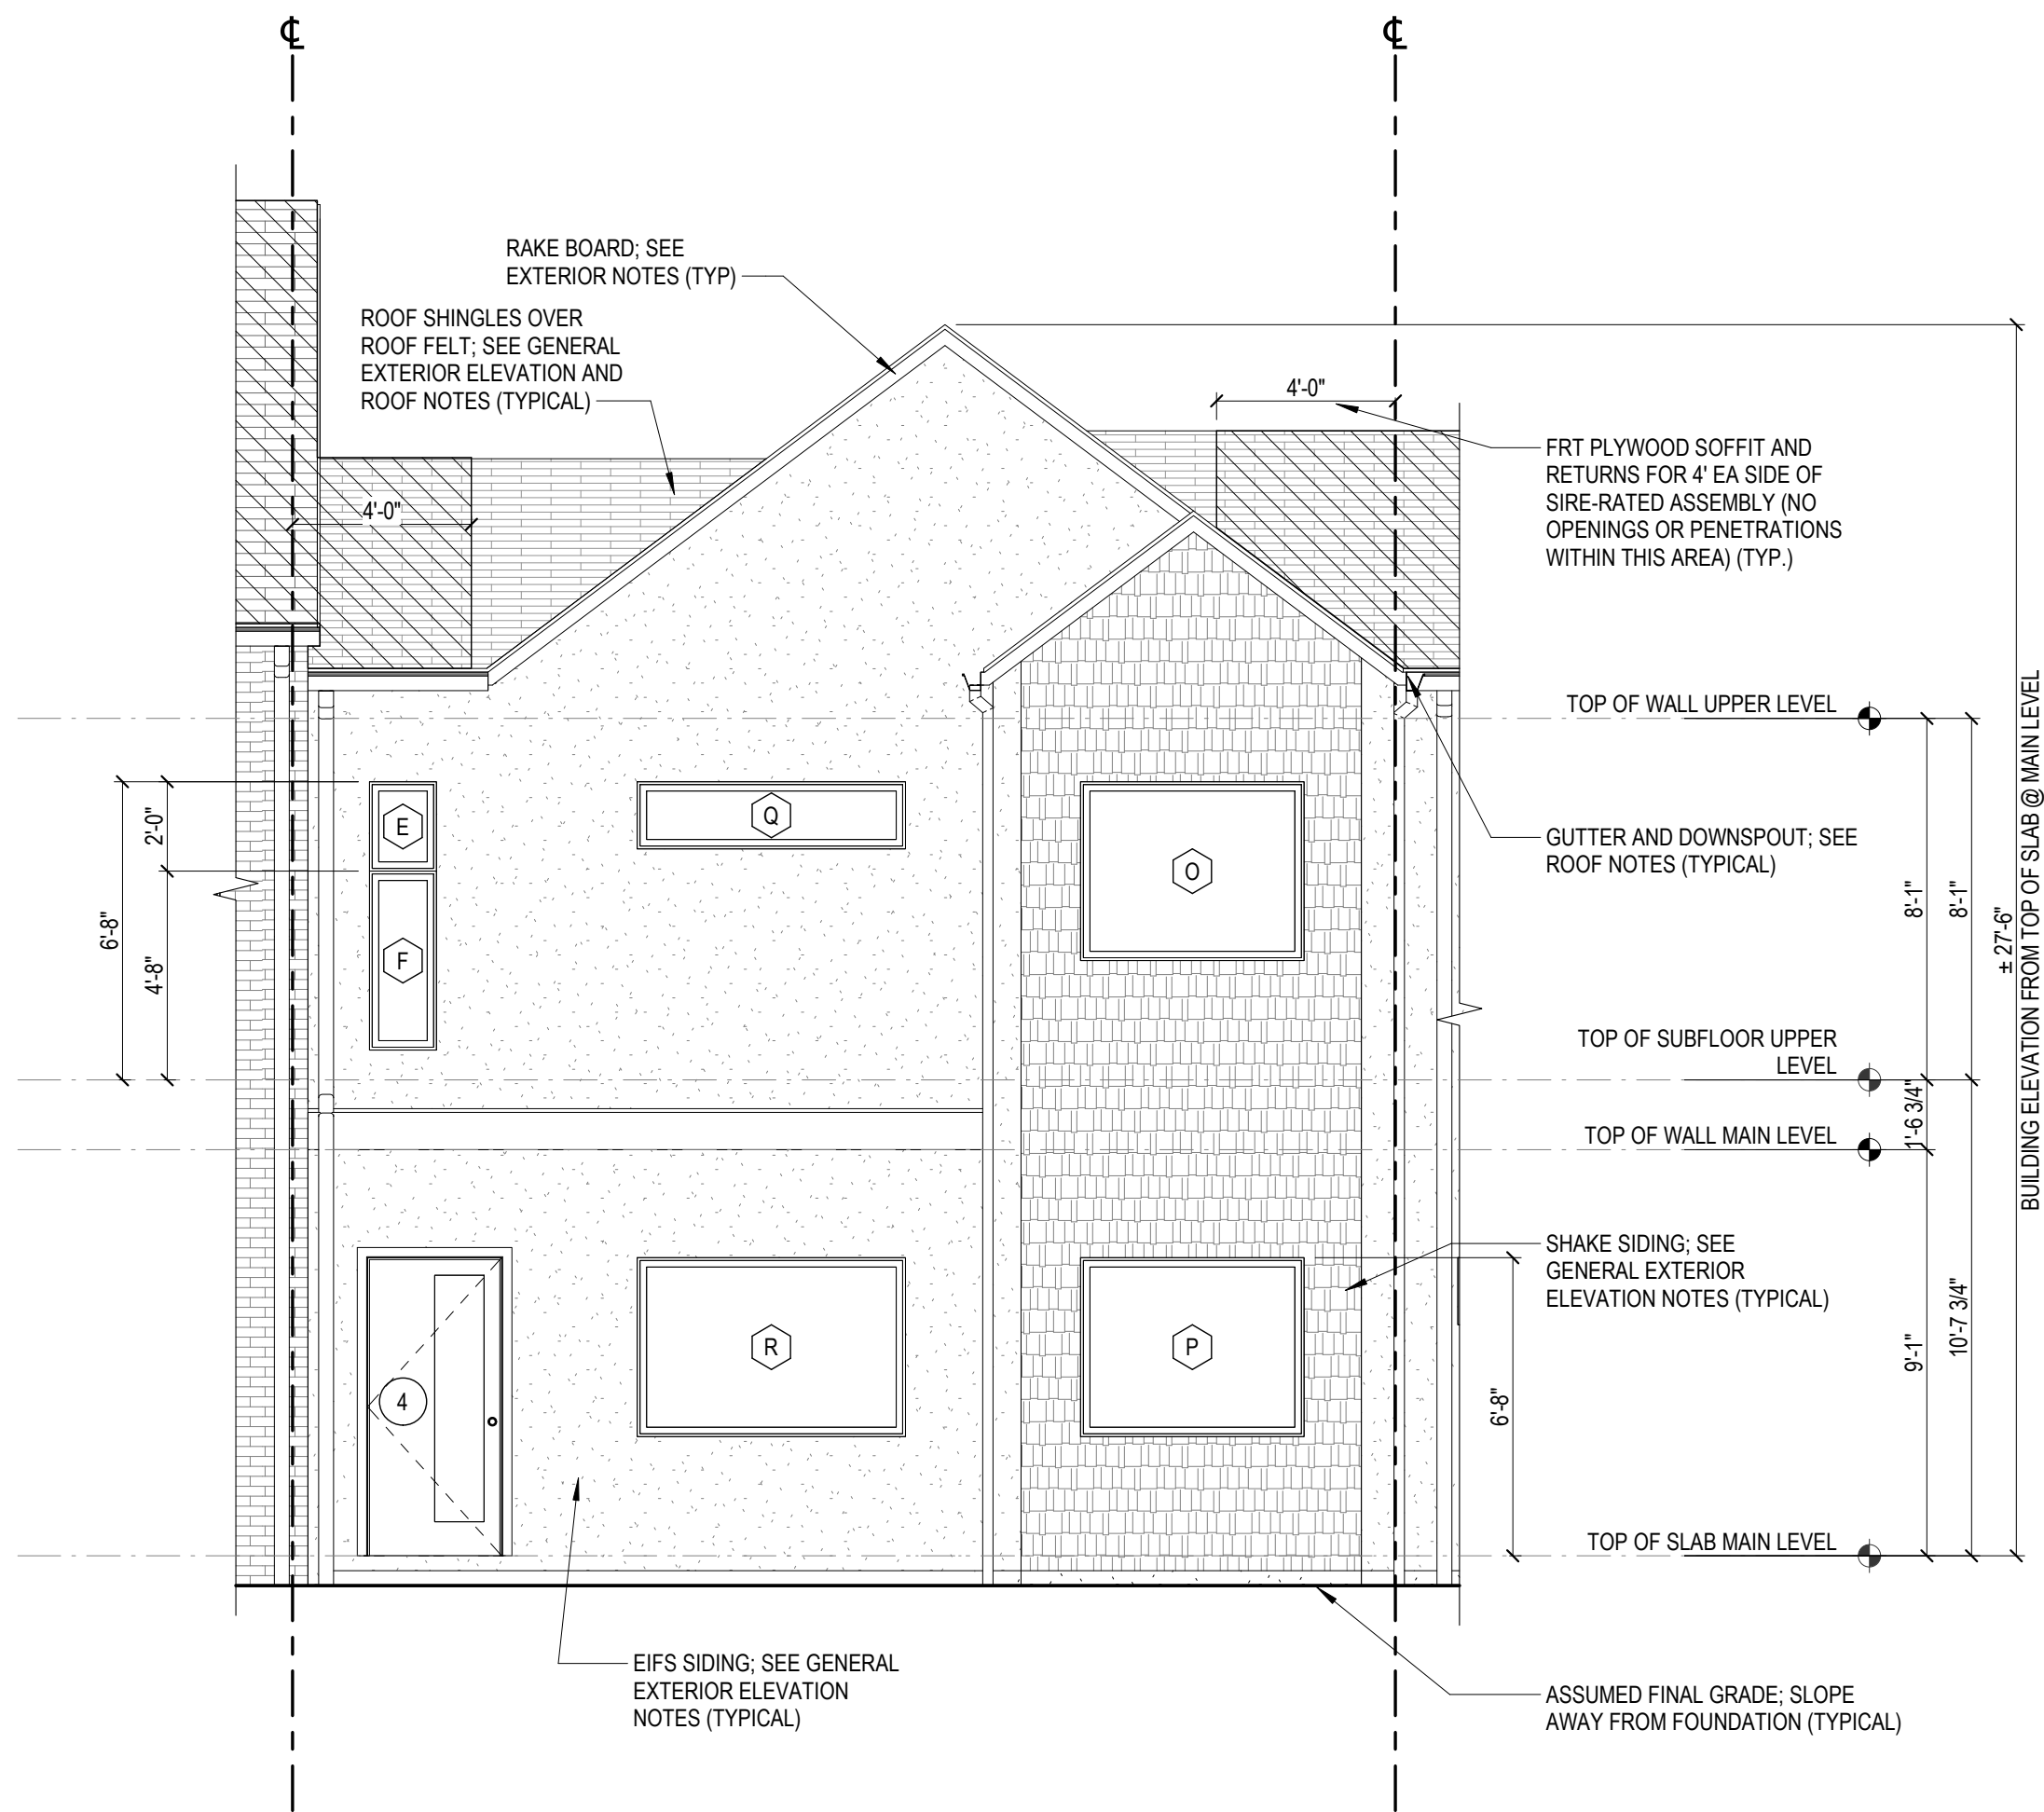 ℄
℄
RAKE BOARD; SEE
EXTERIOR NOTES (TYP)
ROOF SHINGLES OVER
ROOF FELT; SEE GENERAL
EXTERIOR ELEVATION AND
ROOF NOTES (TYPICAL)
4'-0"
4'-0"
FRT PLYWOOD SOFFIT AND
RETURNS FOR 4' EA SIDE OF
SIRE-RATED ASSEMBLY (NO
OPENINGS OR PENETRATIONS
WITHIN THIS AREA) (TYP.)
TOP OF WALL UPPER LEVEL
E
Q
O
F
2'-0"
6'-8"
4'-8"
GUTTER AND DOWNSPOUT; SEE
ROOF NOTES (TYPICAL)
8'-1"
8'-1"
± 27'-6"
BUILDING ELEVATION FROM TOP OF SLAB @ MAIN LEVEL
TOP OF SUBFLOOR UPPER
LEVEL
1'-6 3/4"
TOP OF WALL MAIN LEVEL
SHAKE SIDING; SEE
GENERAL EXTERIOR
ELEVATION NOTES (TYPICAL)
R
P
4
6'-8"
9'-1"
10'-7 3/4"
TOP OF SLAB MAIN LEVEL
EIFS SIDING; SEE GENERAL
EXTERIOR ELEVATION
NOTES (TYPICAL)
ASSUMED FINAL GRADE; SLOPE
AWAY FROM FOUNDATION (TYPICAL)